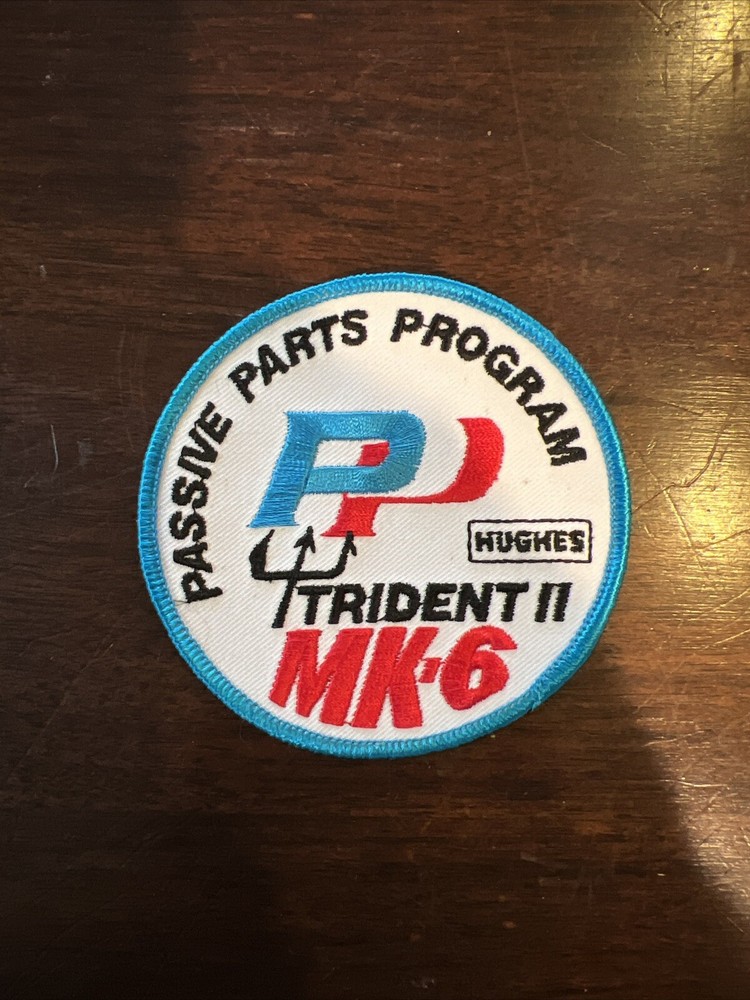 PASSIVE PARTS PROGRAM
PP
HUGHES
TRIDENT II
MK-6